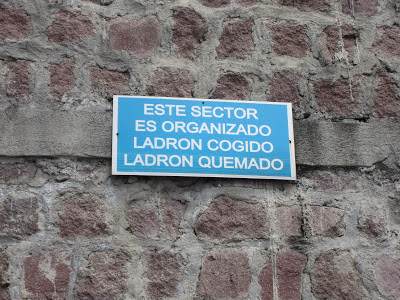 ESTE SECTOR
ES ORGANIZADO
LADRON COGIDO
LADRON QUEMADO